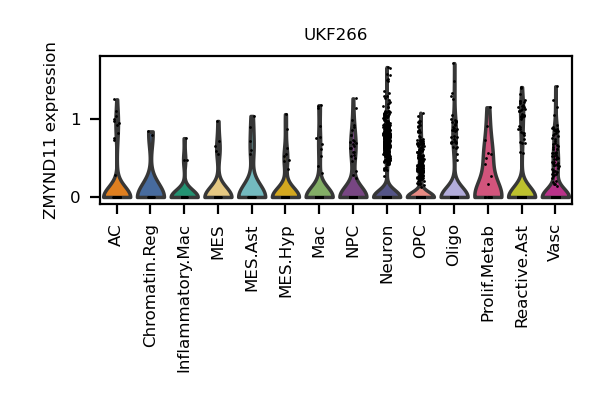 UKF266
ZMYND11 expression
1
0
AC
Chromatin.Reg
Inflammatory.Mac
MES
MES.Ast
MES.Hyp
Mac
NPC
Neuron
OPC
Oligo
Prolif.Metab
Reactive.Ast
Vasc